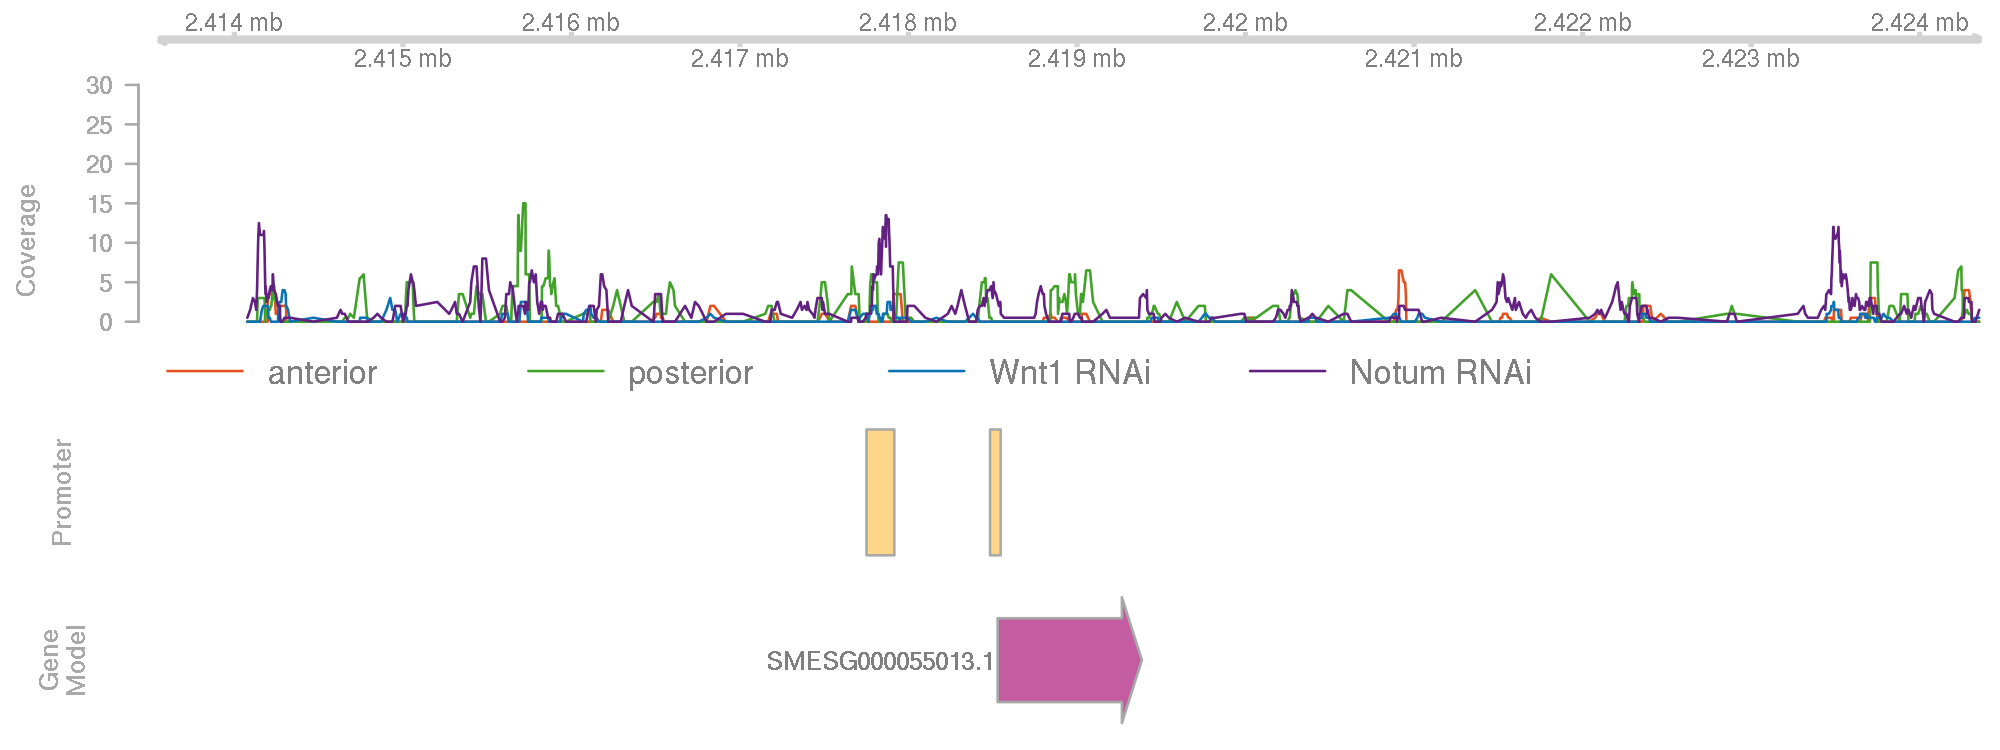 2.414 mb 2.416 mb 2.418 mb 2.42 mb 2.422 mb 2.424 mb
2.415 mb 2.417 mb 2.419 mb 2.421 mb 2.423 mb
30
25
20
15
10
5
0
Coverage
anterior posterior Wnt1 RNAi Notum RNAi
Promoter
Gene
Model
SMESG000055013.1